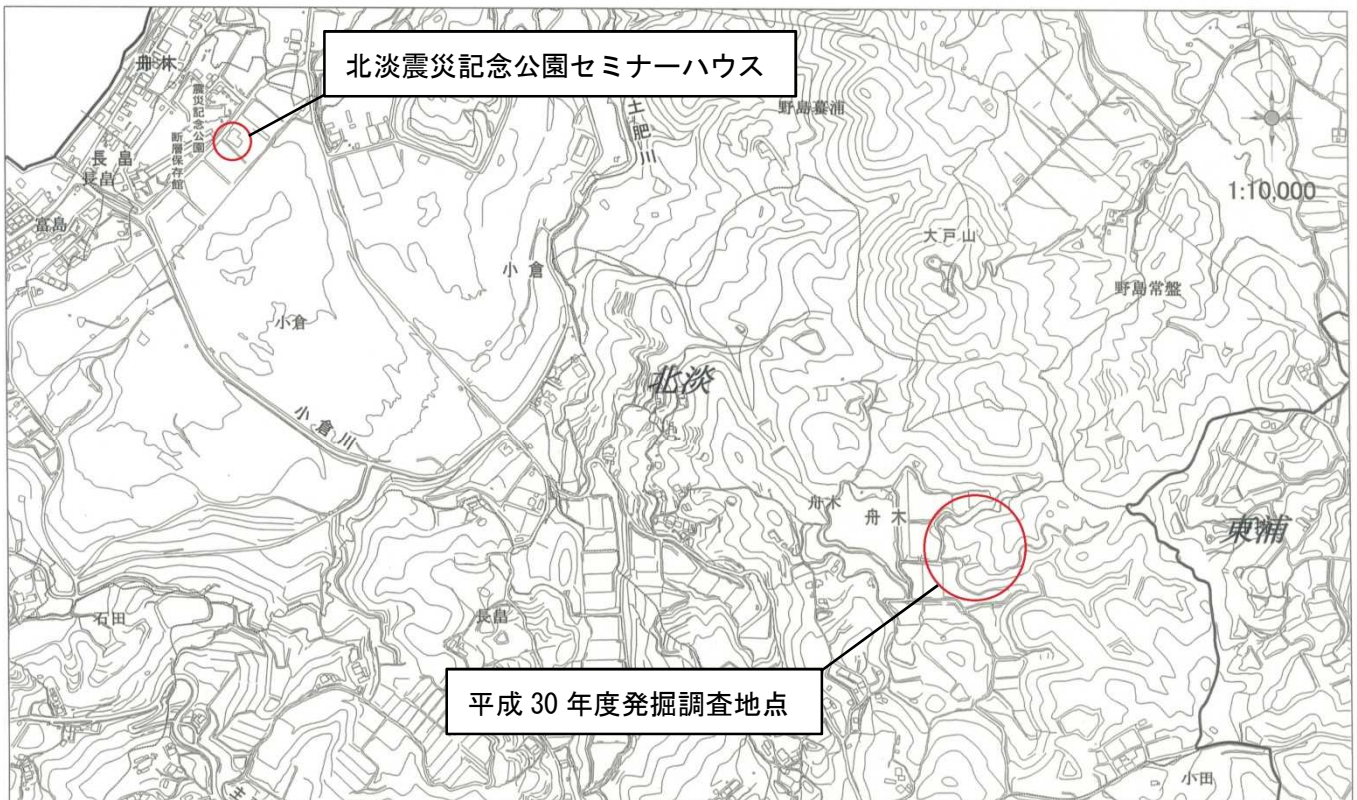 北淡震災記念公園セミナーハウス
舟木
震災記念公園
断層保存館
長畠
長畠
富島
土肥川
野島蟇浦
1:10,000
大戸山
小倉
小倉
野島常盤
北淡
小倉川
舟木
舟木
東浦
石田
長畠
平成30年度発掘調査地点
小田